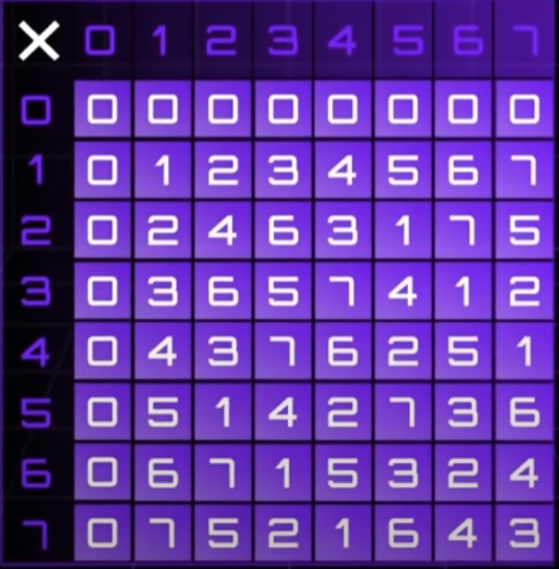 × 0 1 2 3 4 5 6 7
0 0 0 0 0 0 0 0 0
1 0 1 2 3 4 5 6 7
2 0 2 4 6 3 1 7 5
3 0 3 6 5 7 4 1 2
4 0 4 3 7 6 2 5 1
5 0 5 1 4 2 7 3 6
6 0 6 7 1 5 3 2 4
7 0 7 5 2 1 6 4 3